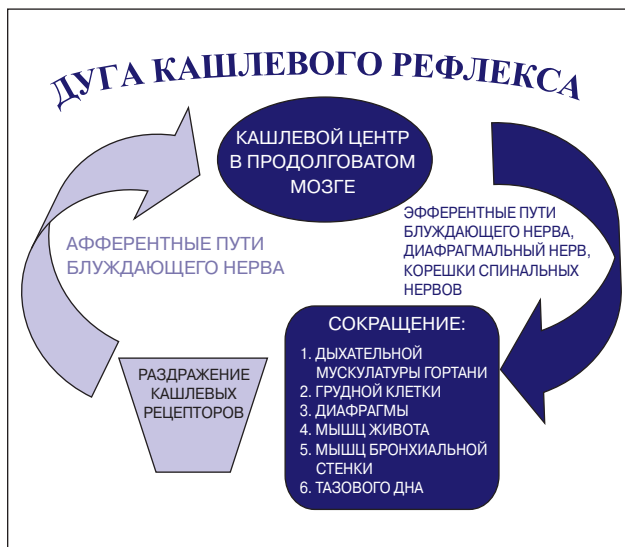 ДУГА КАШЛЕВОГО РЕФЛЕКСА
КАШЛЕВОЙ ЦЕНТР
В ПРОДОЛГОВАТОМ
МОЗГЕ
АФФЕРЕНТНЫЕ ПУТИ
БЛУЖДАЮЩЕГО НЕРВА
ЭФФЕРЕНТНЫЕ ПУТИ
БЛУЖДАЮЩЕГО НЕРВА,
ДИАФРАГМАЛЬНЫЙ НЕРВ,
КОРЕШКИ СПИНАЛЬНЫХ
НЕРВОВ
РАЗДРАЖЕНИЕ
КАШЛЕВЫХ
РЕЦЕПТОРОВ
СОКРАЩЕНИЕ:
1. ДЫХАТЕЛЬНОЙ
МУСКУЛАТУРЫ ГОРТАНИ
2. ГРУДНОЙ КЛЕТКИ
3. ДИАФРАГМЫ
4. МЫШЦ ЖИВОТА
5. МЫШЦ БРОНХИАЛЬНОЙ
СТЕНКИ
6. ТАЗОВОГО ДНА